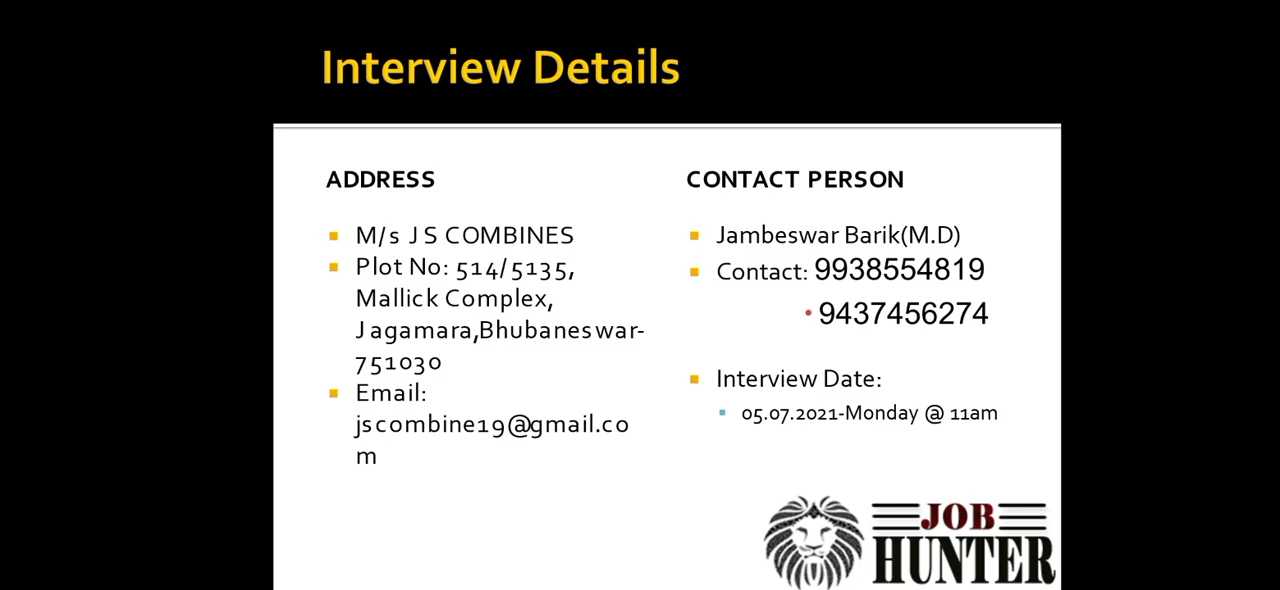 Interview Details
ADDRESS
M/s J S COMBINES
Plot No: 514/5135,
Mallick Complex,
Jagamara,Bhubaneswar-
751030
Email:
jscombine19@gmail.co
m
CONTACT PERSON
Jambeswar Barik(M.D)
Contact: 9938554819
9437456274
Interview Date:
05.07.2021-Monday @ 11am
JOB
HUNTER